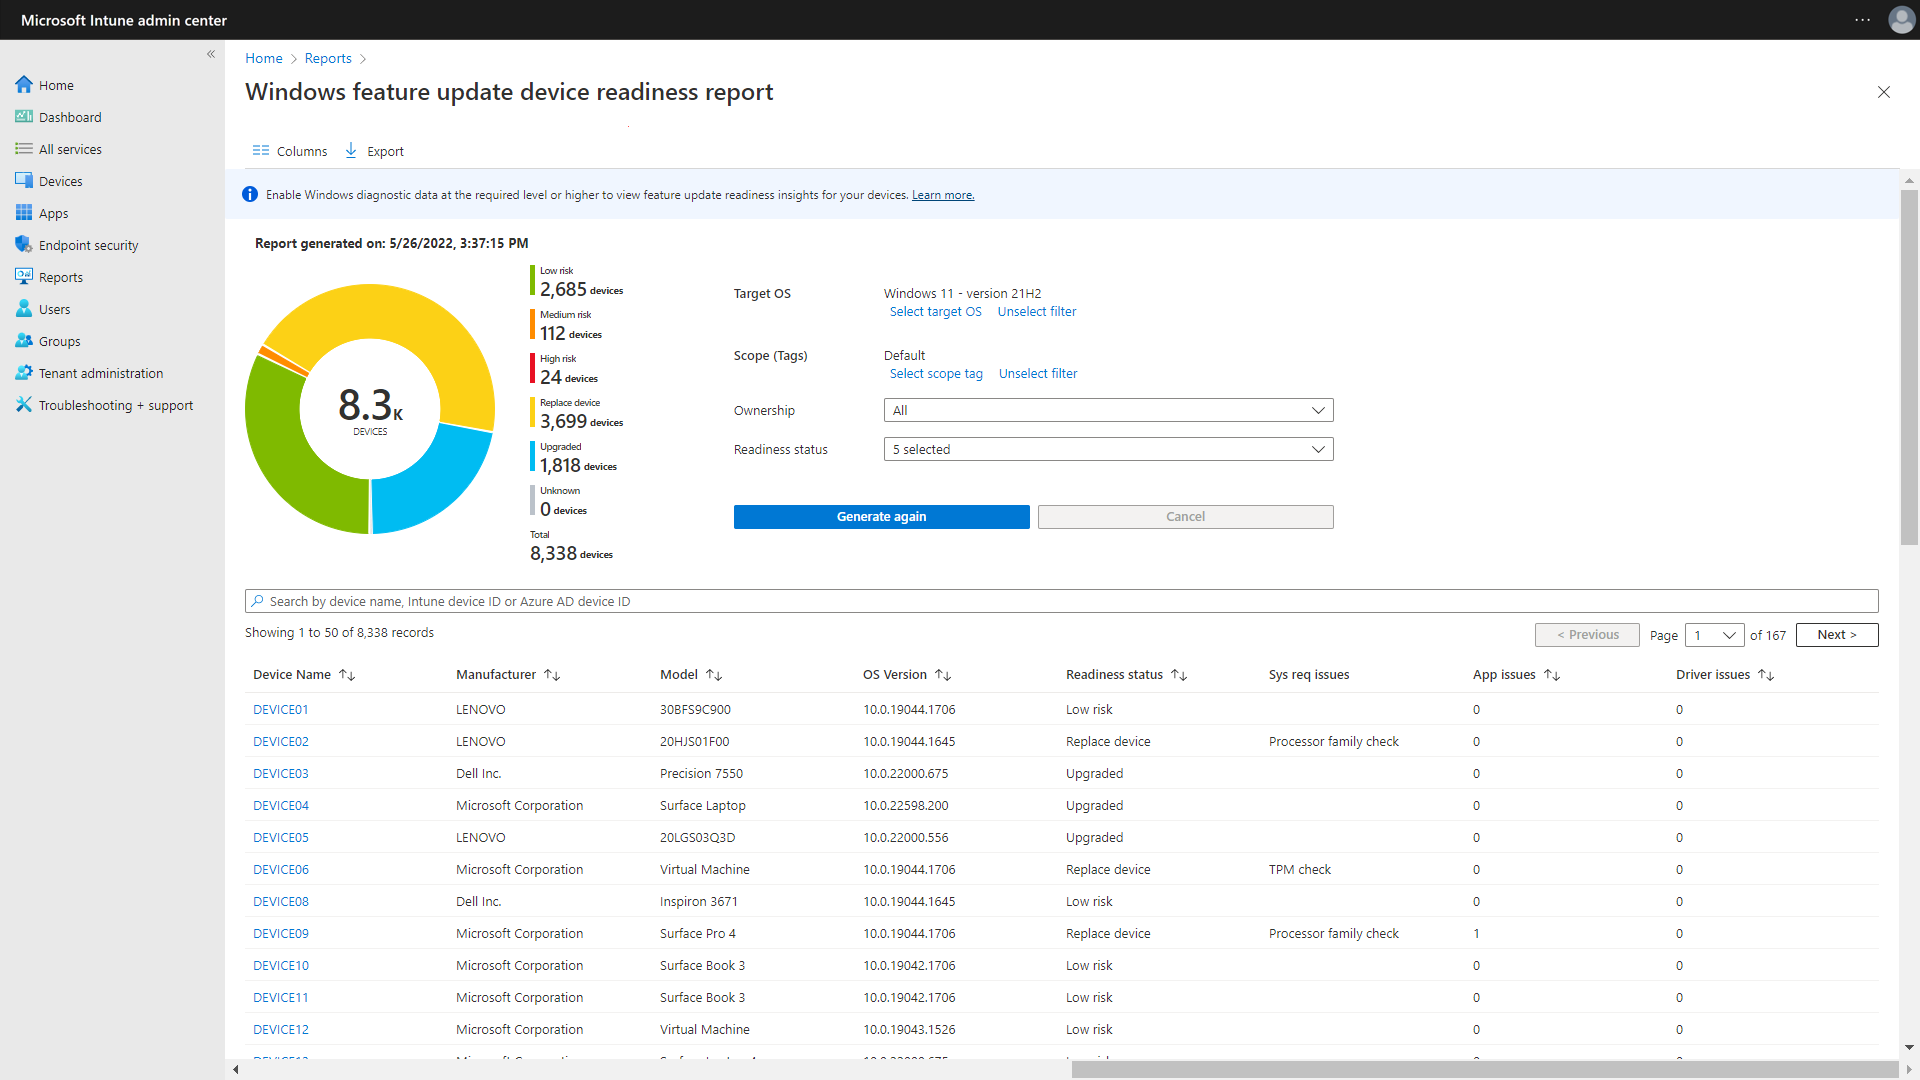 Microsoft Intune admin center
Home
Dashboard
All services
Devices
Apps
Endpoint security
Reports
Users
Groups
Tenant administration
Troubleshooting + support
Home > Reports >
Windows feature update device readiness report
Columns Export
Enable Windows diagnostic data at the required level or higher to view feature update readiness insights for your devices. Learn more.
Report generated on: 5/26/2022, 3:37:15 PM
8.3K
DEVICES
Low risk
2,685 devices
Medium risk
112 devices
High risk
24 devices
Replace device
3,699 devices
Upgraded
1,818 devices
Unknown
0 devices
Total
8,338 devices
Target OS Windows 11 - version 21H2
Select target OS Unselect filter
Scope (Tags) Default
Select scope tag Unselect filter
Ownership All
Readiness status 5 selected
Generate again Cancel
Search by device name, Intune device ID or Azure AD device ID
Showing 1 to 50 of 8,338 records < Previous Page 1 of 167 Next >
Device Name Manufacturer Model OS Version Readiness status Sys req issues App issues Driver issues
DEVICE01 LENOVO 30BFS9C900 10.0.19044.1706 Low risk 0 0
DEVICE02 LENOVO 20HJS01F00 10.0.19044.1645 Replace device Processor family check 0 0
DEVICE03 Dell Inc. Precision 7550 10.0.22000.675 Upgraded 0 0
DEVICE04 Microsoft Corporation Surface Laptop 10.0.22598.200 Upgraded 0 0
DEVICE05 LENOVO 20LGS03Q3D 10.0.22000.556 Upgraded 0 0
DEVICE06 Microsoft Corporation Virtual Machine 10.0.19044.1706 Replace device TPM check 0 0
DEVICE08 Dell Inc. Inspiron 3671 10.0.19044.1645 Low risk 0 0
DEVICE09 Microsoft Corporation Surface Pro 4 10.0.19044.1706 Replace device Processor family check 1 0
DEVICE10 Microsoft Corporation Surface Book 3 10.0.19042.1706 Low risk 0 0
DEVICE11 Microsoft Corporation Surface Book 3 10.0.19042.1706 Low risk 0 0
DEVICE12 Microsoft Corporation Virtual Machine 10.0.19043.1526 Low risk 0 0